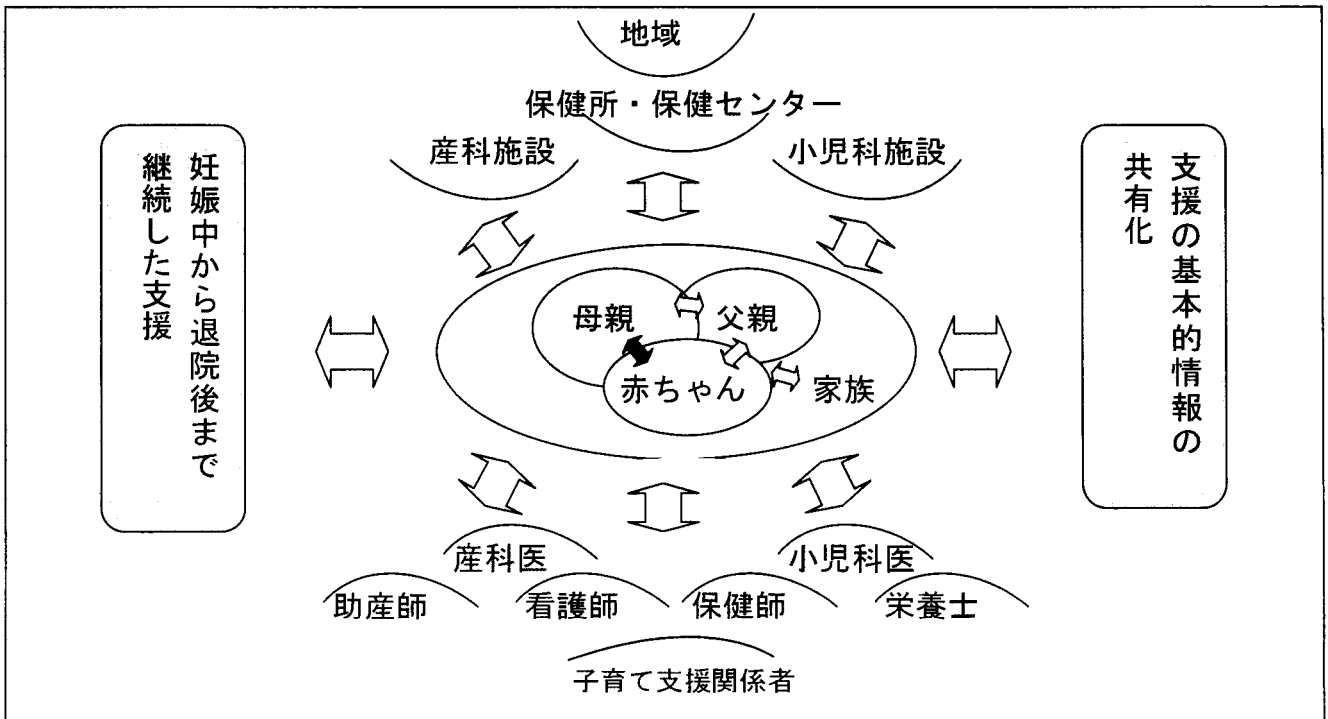 地域
保健所・保健センター
産科施設
小児科施設
妊娠中から退院後まで
継続した支援
支援の基本的情報の
共有化
母親
父親
赤ちゃん
家族
産科医
小児科医
助産師
看護師
保健師
栄養士
子育て支援関係者